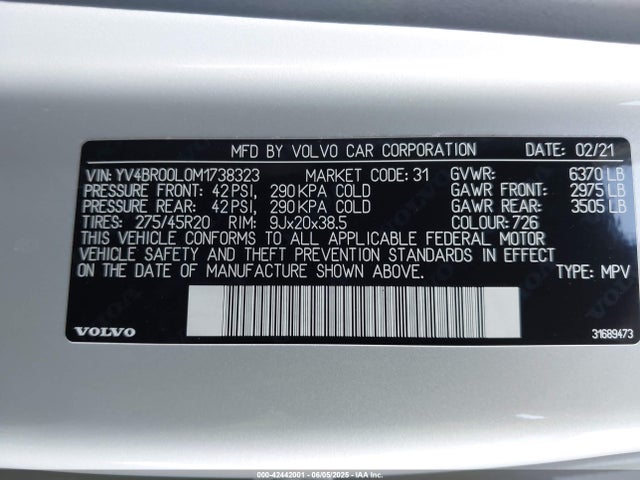 MFD BY VOLVO CAR CORPORATION DATE: 02/21
VIN: YV4BR00L0M1738323 MARKET CODE: 31 GVWR: 6370 LB
PRESSURE FRONT: 42 PSI, 290 KPA COLD GAWR FRONT: 2975 LB
PRESSURE REAR: 42 PSI, 290 KPA COLD GAWR REAR: 3505 LB
TIRES: 275/45R20 RIM: 9Jx20x38.5 COLOUR: 726
THIS VEHICLE CONFORMS TO ALL APPLICABLE FEDERAL MOTOR
VEHICLE SAFETY AND THEFT PREVENTION STANDARDS IN EFFECT
ON THE DATE OF MANUFACTURE SHOWN ABOVE. TYPE: MPV
VOLVO 31689473
000-42442001 - 06/05/2025 - IAA Inc.